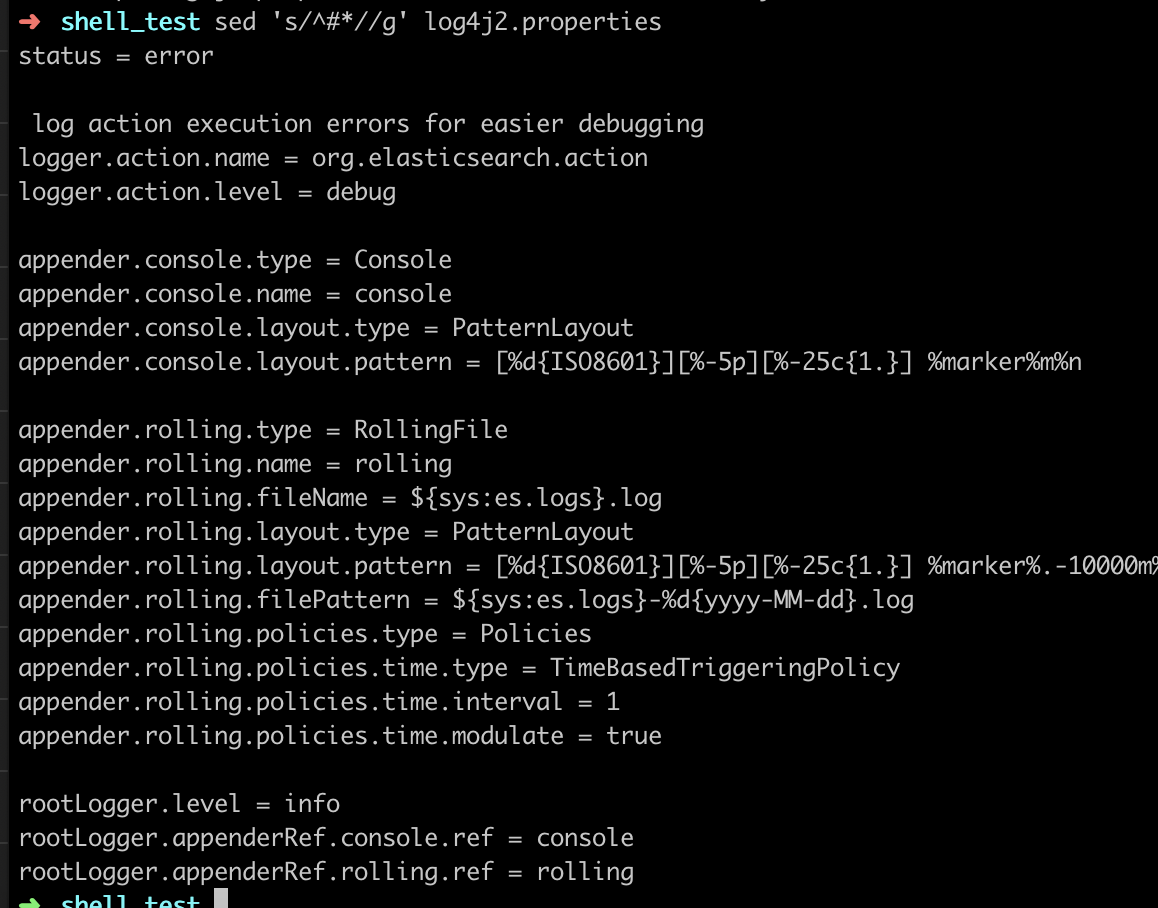 ➜ shell_test sed 's/^#*//g' log4j2.properties
status = error
log action execution errors for easier debugging
logger.action.name = org.elasticsearch.action
logger.action.level = debug
appender.console.type = Console
appender.console.name = console
appender.console.layout.type = PatternLayout
appender.console.layout.pattern = [%d{ISO8601}][%-5p][%-25c{1.}] %marker%m%n
appender.rolling.type = RollingFile
appender.rolling.name = rolling
appender.rolling.fileName = ${sys:es.logs}.log
appender.rolling.layout.type = PatternLayout
appender.rolling.layout.pattern = [%d{ISO8601}][%-5p][%-25c{1.}] %marker%.-10000m%
appender.rolling.filePattern = ${sys:es.logs}-%d{yyyy-MM-dd}.log
appender.rolling.policies.type = Policies
appender.rolling.policies.time.type = TimeBasedTriggeringPolicy
appender.rolling.policies.time.interval = 1
appender.rolling.policies.time.modulate = true
rootLogger.level = info
rootLogger.appenderRef.console.ref = console
rootLogger.appenderRef.rolling.ref = rolling
➜ shell_test